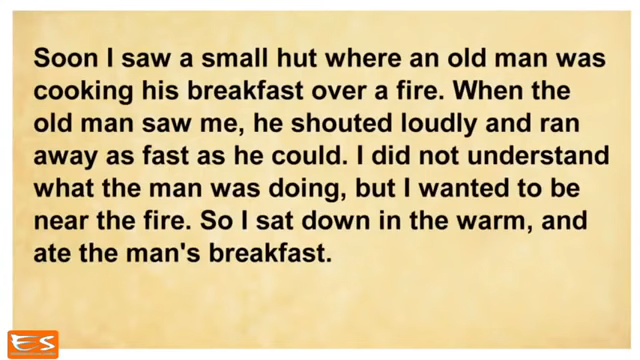 Soon I saw a small hut where an old man was
cooking his breakfast over a fire. When the
old man saw me, he shouted loudly and ran
away as fast as he could. I did not understand
what the man was doing, but I wanted to be
near the fire. So I sat down in the warm, and
ate the man's breakfast.
ES